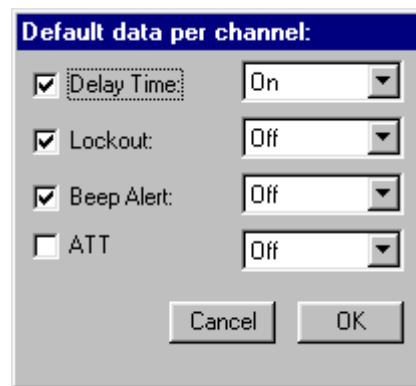 Default data per channel:
Delay Time: On
Lockout: Off
Beep Alert: Off
ATT Off
Cancel OK